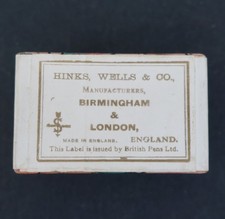 HINKS, WELLS & CO.,
MANUFACTURERS,
BIRMINGHAM
&
LONDON,
MADE IN ENGLAND. ENGLAND.
This Label is issued by British Pens Ltd.